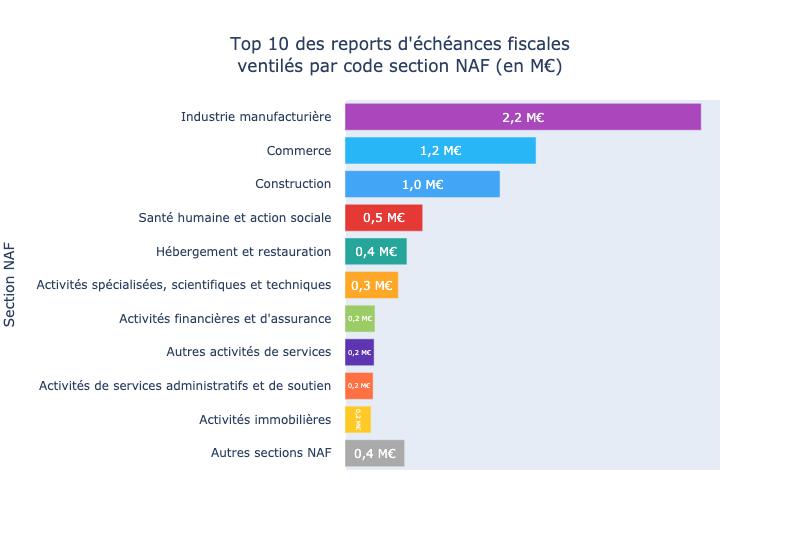 Top 10 des reports d'échéances fiscales
ventilés par code section NAF (en M€)
Section NAF
Industrie manufacturière 2,2 M€
Commerce 1,2 M€
Construction 1,0 M€
Santé humaine et action sociale 0,5 M€
Hébergement et restauration 0,4 M€
Activités spécialisées, scientifiques et techniques 0,3 M€
Activités financières et d'assurance 0,2 M€
Autres activités de services 0,2 M€
Activités de services administratifs et de soutien 0,2 M€
Activités immobilières 0,2 M€
Autres sections NAF 0,4 M€